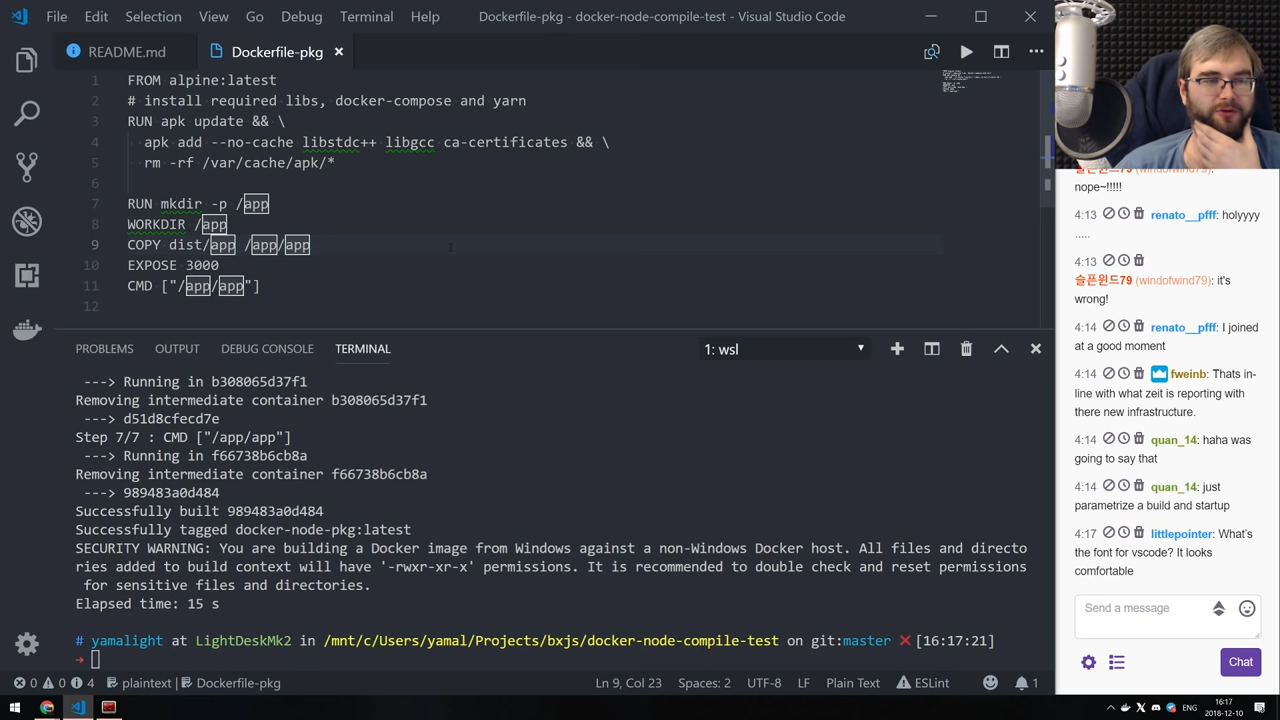 File Edit Selection View Go Debug Terminal Help Dockerfile-pkg - docker-node-compile-test - Visual Studio Code
README.md Dockerfile-pkg
1 FROM alpine:latest
2 # install required libs, docker-compose and yarn
3 RUN apk update && \
4 apk add --no-cache libstdc++ libgcc ca-certificates && \
5 rm -rf /var/cache/apk/*
6
7 RUN mkdir -p /app
8 WORKDIR /app
9 COPY dist/app /app/app
10 EXPOSE 3000
11 CMD ["/app/app"]
12
PROBLEMS OUTPUT DEBUG CONSOLE TERMINAL 1: wsl
---> Running in b308065d37f1
Removing intermediate container b308065d37f1
---> d51d8cfecd7e
Step 7/7 : CMD ["/app/app"]
---> Running in f66738b6cb8a
Removing intermediate container f66738b6cb8a
---> 989483a0d484
Successfully built 989483a0d484
Successfully tagged docker-node-pkg:latest
SECURITY WARNING: You are building a Docker image from Windows against a non-Windows Docker host. All files and directo
ries added to build context will have '-rwxr-xr-x' permissions. It is recommended to double check and reset permissions
for sensitive files and directories.
Elapsed time: 15 s
# yamalight at LightDeskMk2 in /mnt/c/Users/yamal/Projects/bxjs/docker-node-compile-test on git:master ❌ [16:17:21]
→
0 0 4 plaintext | Dockerfile-pkg Ln 9, Col 23 Spaces: 2 UTF-8 LF Plain Text ESLint 1
슬픈윈드79 (windofwind79):
nope~!!!!!
4:13 renato__pfff: holyyyy
.....
4:13
슬픈윈드79 (windofwind79): it's
wrong!
4:14 renato__pfff: I joined
at a good moment
4:14 fweinb: Thats in-
line with what zeit is reporting with
there new infrastructure.
4:14 quan_14: haha was
going to say that
4:14 quan_14: just
parametrize a build and startup
4:17 littlepointer: What's
the font for vscode? It looks
comfortable
Send a message
Chat
ENG 16:17
2018-12-10